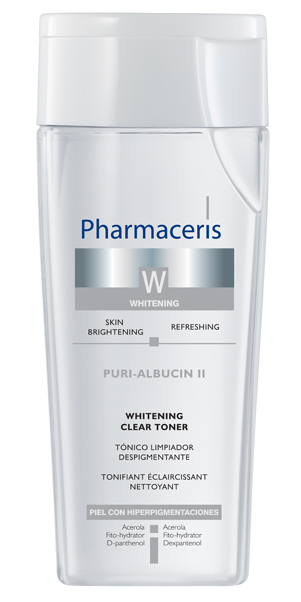 Pharmaceris
W
WHITENING
SKIN BRIGHTENING
REFRESHING
PURI-ALBUCIN II
WHITENING
CLEAR TONER
TÓNICO LIMPIADOR
DESPIGMENTANTE
TONIFIANT ÉCLAIRCISSANT
NETTOYANT
PIEL CON HIPERPIGMENTACIONES
Acerola
Fito-hydrator
D-panthenol
Acerola
Fito-hydrator
Dexpantenol